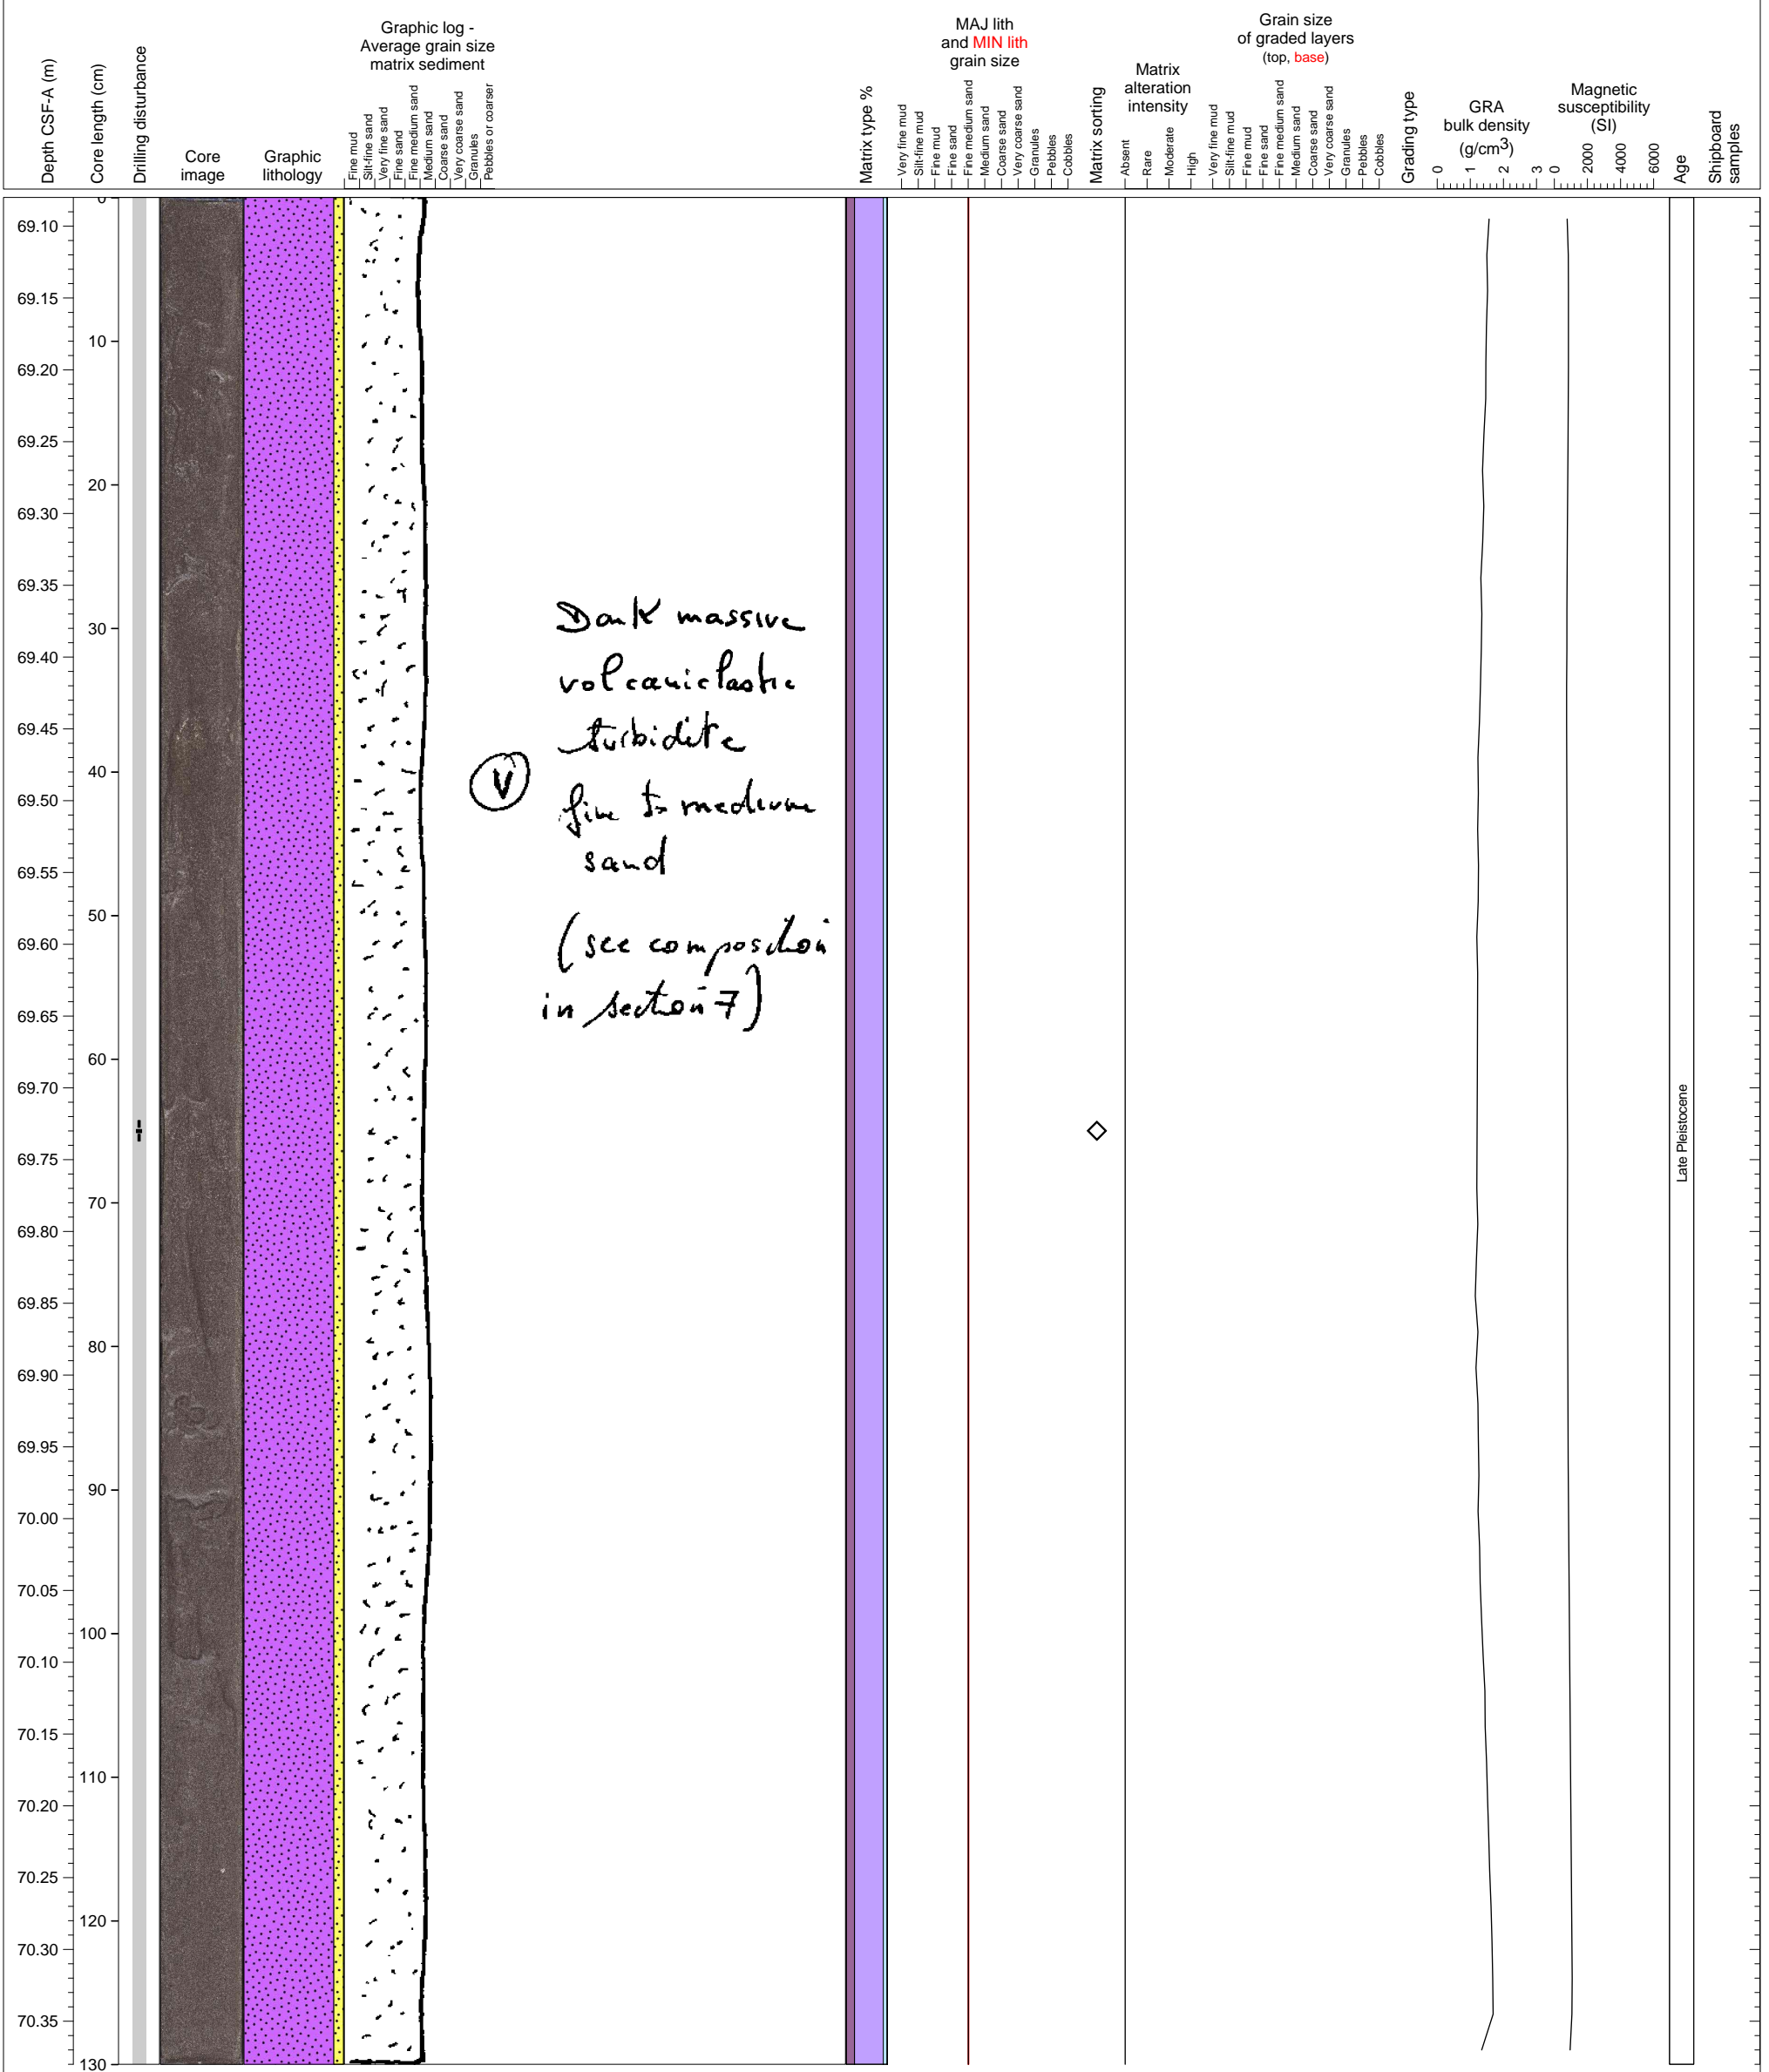 Depth CSF-A (m)
Core length (cm)
Drilling disturbance
Core
image
Graphic
lithology
Graphic log -
Average grain size
matrix sediment
Fine mud
Silt-fine sand
Very fine sand
Fine sand
Fine medium sand
Medium sand
Coarse sand
Very coarse sand
Granules
Pebbles or coarser
Matrix type %
MAJ lith
and MIN lith
grain size
Very fine mud
Silt-fine mud
Fine mud
Fine sand
Fine medium sand
Medium sand
Coarse sand
Very coarse sand
Granules
Pebbles
Cobbles
Matrix sorting
Matrix
alteration
intensity
Absent
Rare
Moderate
High
Grain size
of graded layers
(top, base)
Very fine mud
Silt-fine mud
Fine mud
Fine sand
Fine medium sand
Medium sand
Coarse sand
Very coarse sand
Granules
Pebbles
Cobbles
Grading type
GRA
bulk density
(g/cm3)
0 1 2 3
Magnetic
susceptibility
(SI)
0 2000 4000 6000
Age
Shipboard
samples
0
69.10
69.15
10
69.20
69.25
20
69.30
69.35
30
69.40
69.45
40
69.50
69.55
50
69.60
69.65
60
69.70
69.75
70
69.80
69.85
80
69.90
69.95
90
70.00
70.05
100
70.10
70.15
110
70.20
70.25
120
70.30
70.35
130
Dark massive
volcaniclastic
turbidite
V
fine to medium
sand
(see composition
in section 7)
Late Pleistocene